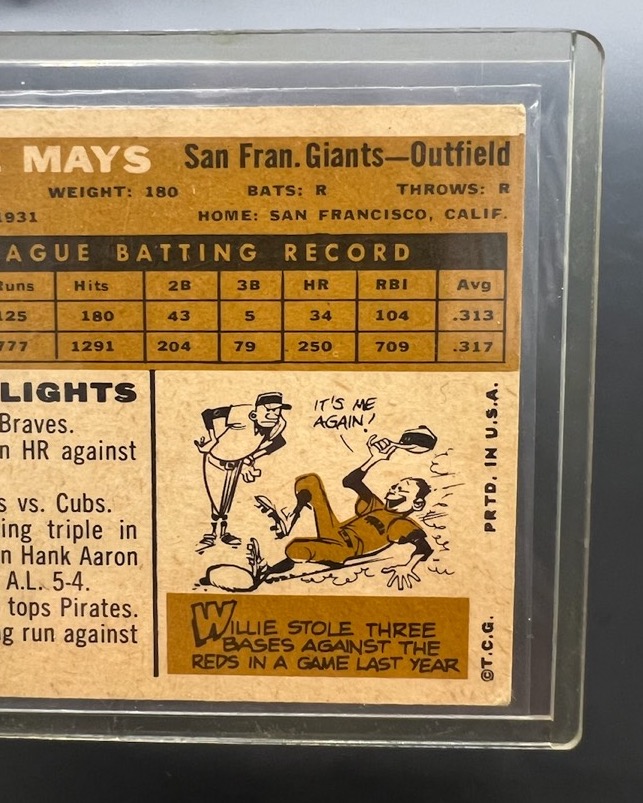 . MAYS San Fran. Giants—Outfield
WEIGHT: 180 BATS: R THROWS: R
1931 HOME: SAN FRANCISCO, CALIF.
AGUE BATTING RECORD
Runs Hits 2B 3B HR RBI Avg
125 180 43 5 34 104 .313
777 1291 204 79 250 709 .317
LIGHTS
Braves.
n HR against
s vs. Cubs.
ing triple in
n Hank Aaron
A.L. 5-4.
tops Pirates.
g run against
IT'S ME
AGAIN!
WILLIE STOLE THREE
BASES AGAINST THE
REDS IN A GAME LAST YEAR
©T.C.G. PRTD. IN U.S.A.